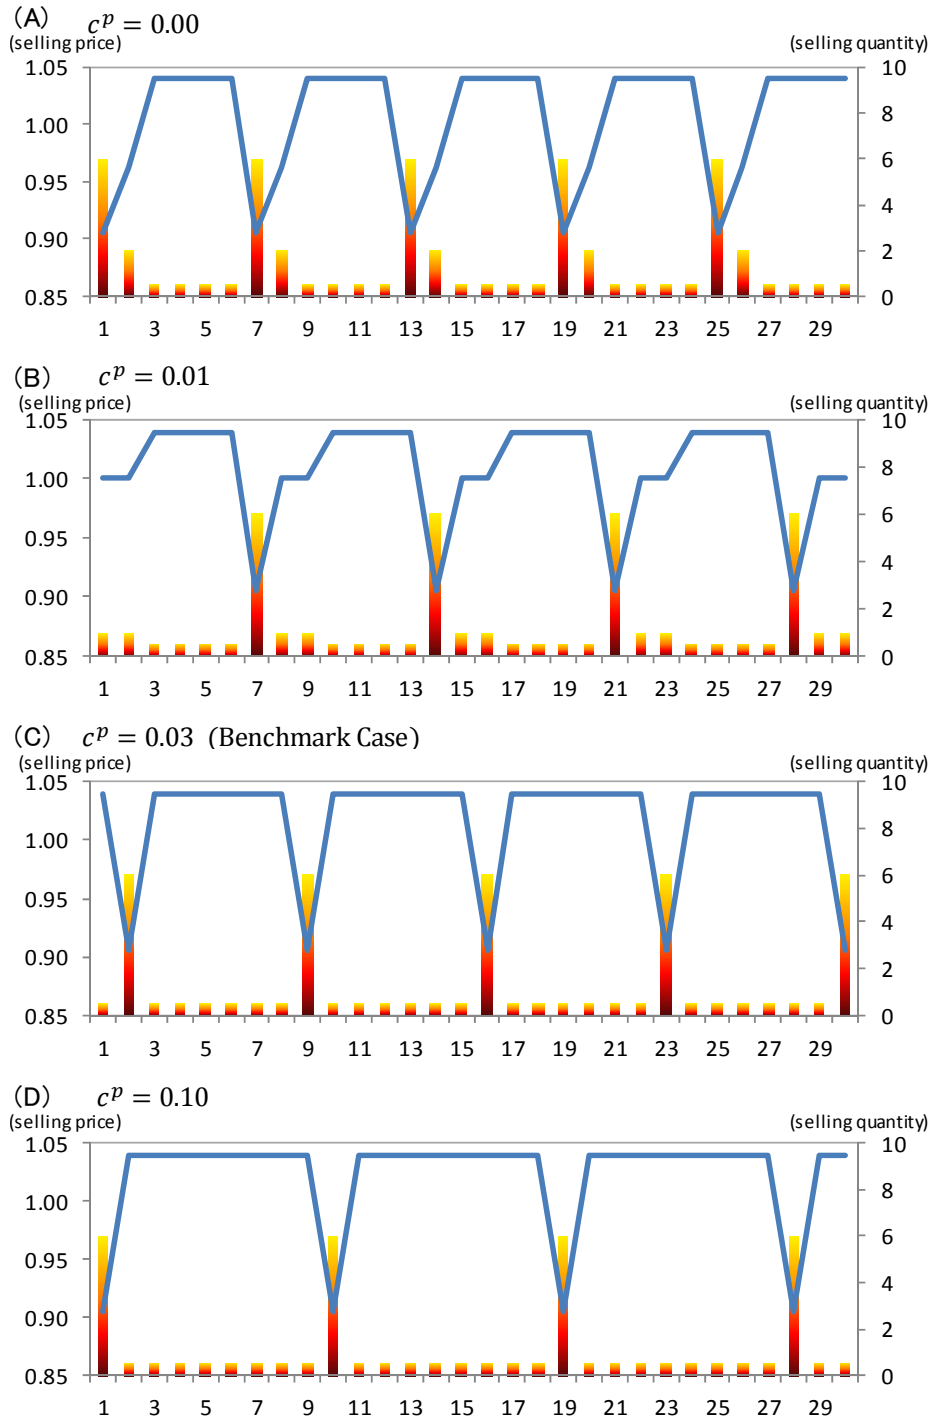 (A) c^p = 0.00
(selling price) (selling quantity)
1.05 10
1.00 8
0.95 6
0.90 4
0.85 2
0
1 3 5 7 9 11 13 15 17 19 21 23 25 27 29
(B) c^p = 0.01
(selling price) (selling quantity)
1.05 10
1.00 8
0.95 6
0.90 4
0.85 2
0
1 3 5 7 9 11 13 15 17 19 21 23 25 27 29
(C) c^p = 0.03 (Benchmark Case)
(selling price) (selling quantity)
1.05 10
1.00 8
0.95 6
0.90 4
0.85 2
0
1 3 5 7 9 11 13 15 17 19 21 23 25 27 29
(D) c^p = 0.10
(selling price) (selling quantity)
1.05 10
1.00 8
0.95 6
0.90 4
0.85 2
0
1 3 5 7 9 11 13 15 17 19 21 23 25 27 29